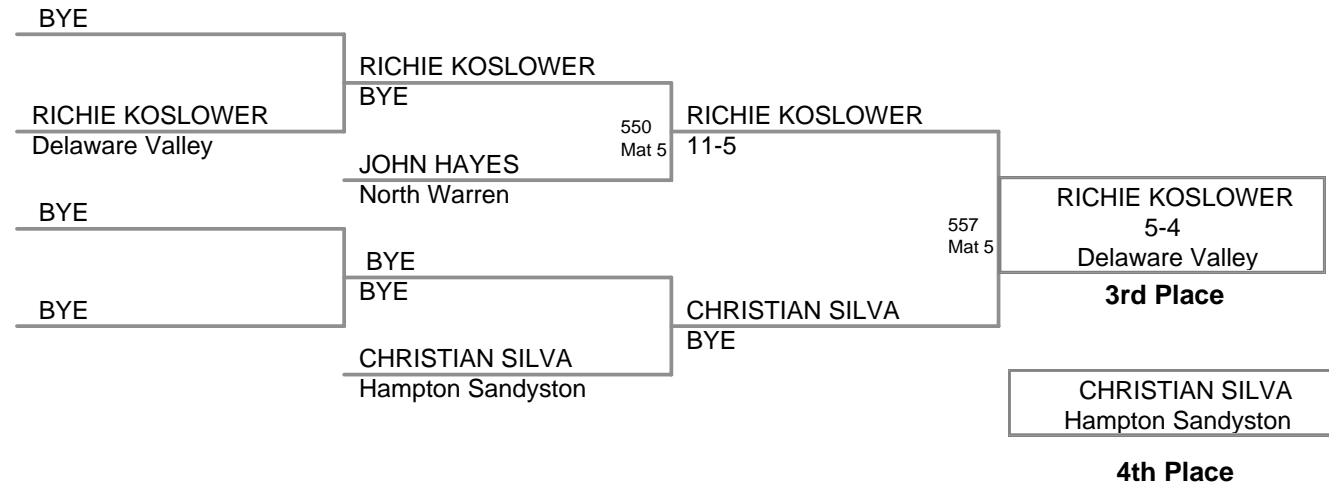 BYE
RICHIE KOSLOWER
Delaware Valley
BYE
BYE
RICHIE KOSLOWER
BYE
JOHN HAYES
North Warren
BYE
BYE
CHRISTIAN SILVA
Hampton Sandyston
550
Mat 5
RICHIE KOSLOWER
11-5
CHRISTIAN SILVA
BYE
557
Mat 5
RICHIE KOSLOWER
5-4
Delaware Valley
3rd Place
CHRISTIAN SILVA
Hampton Sandyston
4th Place